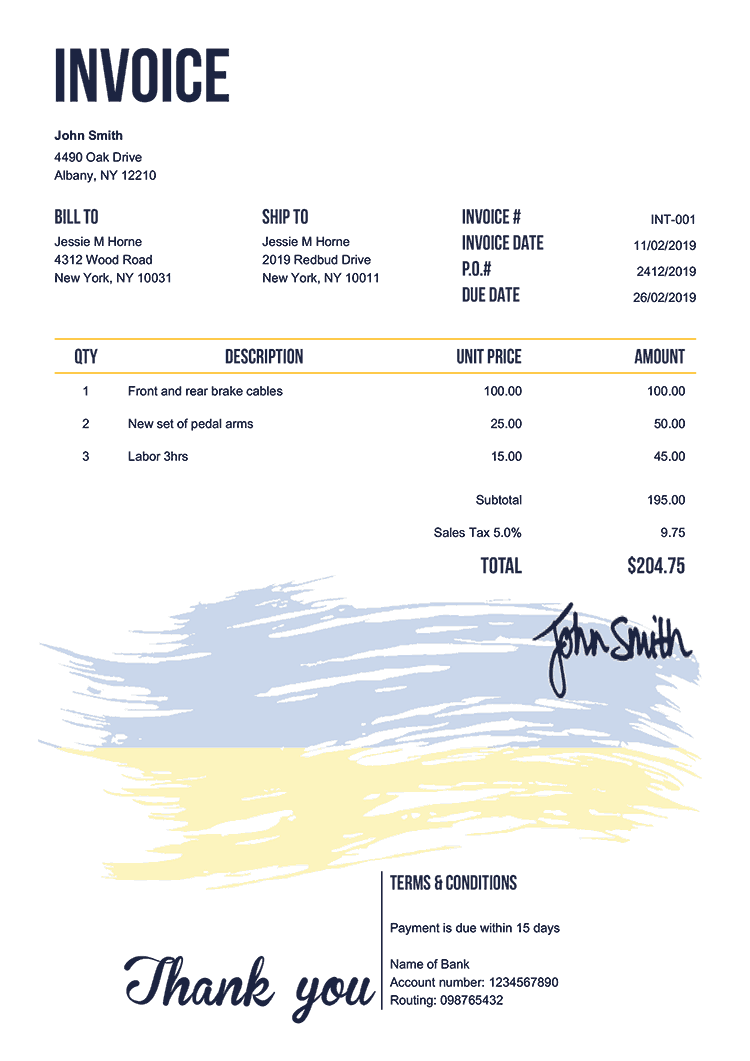 INVOICE
John Smith
4490 Oak Drive
Albany, NY 12210
BILL TO
Jessie M Horne
4312 Wood Road
New York, NY 10031
SHIP TO
Jessie M Horne
2019 Redbud Drive
New York, NY 10011
INVOICE # INT-001
INVOICE DATE 11/02/2019
P.O.# 2412/2019
DUE DATE 26/02/2019
QTY DESCRIPTION UNIT PRICE AMOUNT
1 Front and rear brake cables 100.00 100.00
2 New set of pedal arms 25.00 50.00
3 Labor 3hrs 15.00 45.00
Subtotal 195.00
Sales Tax 5.0% 9.75
TOTAL $204.75
John Smith
TERMS & CONDITIONS
Payment is due within 15 days
Name of Bank
Account number: 1234567890
Routing: 098765432
Thank you